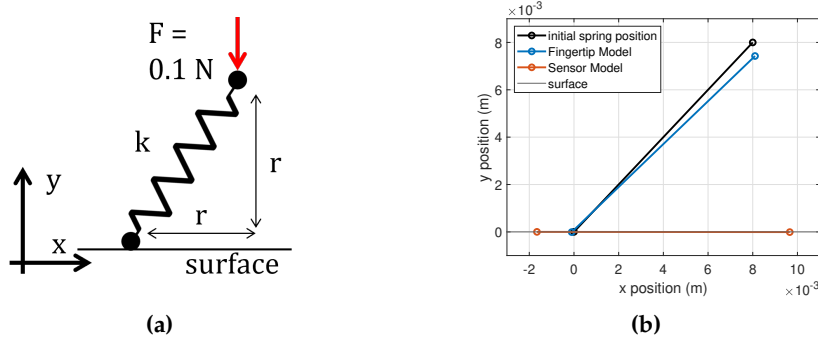 F =
0.1 N
k
r
r
y
x
surface
(a)
×10⁻³
8
6
4
2
0
y position (m)
initial spring position
Fingertip Model
Sensor Model
surface
-2 0 2 4 6 8 10
x position (m)
×10⁻³
(b)